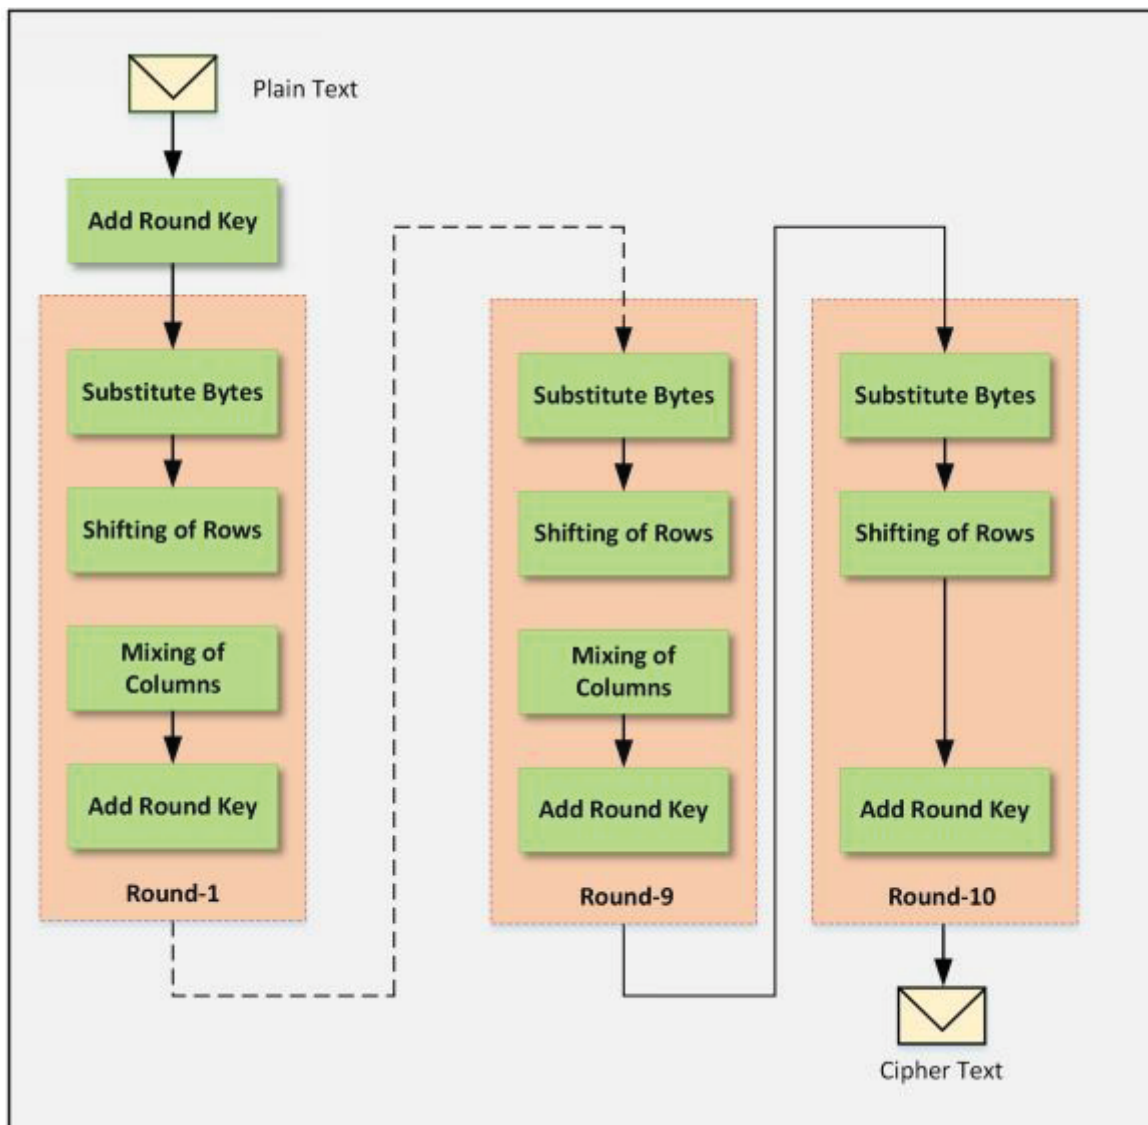 Plain Text
Add Round Key
Substitute Bytes
Shifting of Rows
Mixing of
Columns
Add Round Key
Round-1
Substitute Bytes
Shifting of Rows
Mixing of
Columns
Add Round Key
Round-9
Substitute Bytes
Shifting of Rows
Add Round Key
Round-10
Cipher Text